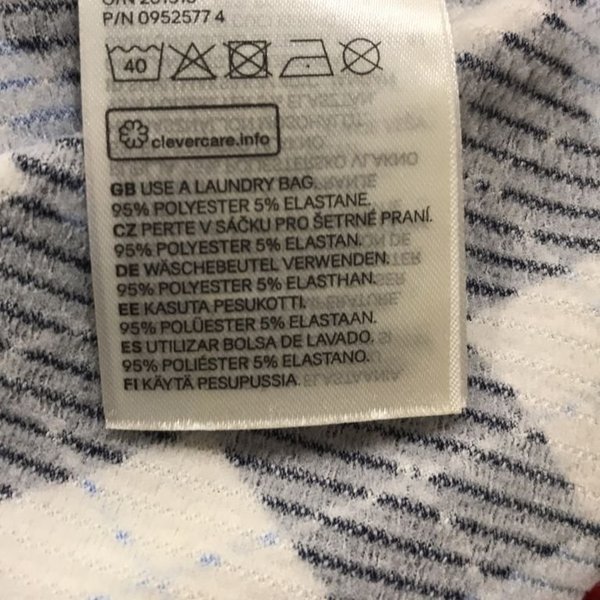 P/N 0952577 4
40
clevercare.info
GB USE A LAUNDRY BAG.
95% POLYESTER 5% ELASTANE.
CZ PERTE V SÁČKU PRO ŠETRNÉ PRANÍ.
95% POLYESTER 5% ELASTAN.
DE WÄSCHEBEUTEL VERWENDEN.
95% POLYESTER 5% ELASTHAN.
EE KASUTA PESUKOTTI.
95% POLÜESTER 5% ELASTAAN.
ES UTILIZAR BOLSA DE LAVADO.
95% POLIÉSTER 5% ELASTANO.
FI KÄYTÄ PESUPUSSIA.